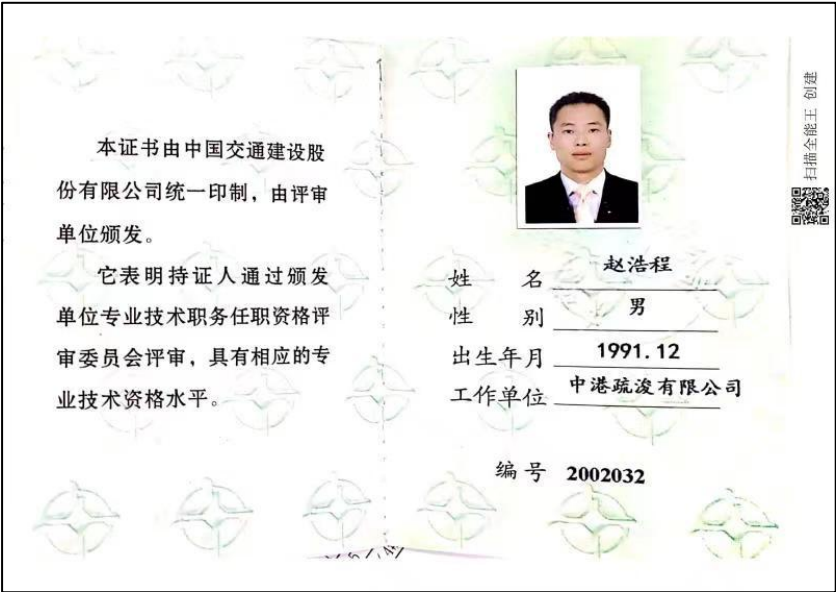 本证书由中国交通建设股
份有限公司统一印制，由评审
单位颁发。
它表明持证人通过颁发
单位专业技术职务任职资格评
审委员会评审，具有相应的专
业技术资格水平。
姓 名 赵浩程
性 别 男
出生年月 1991.12
工作单位 中港疏浚有限公司
编号 2002032
扫描全能王 创建